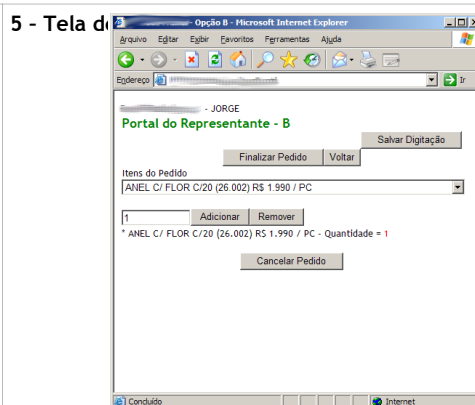 5 - Tela de
- Opção B - Microsoft Internet Explorer
Arquivo Editar Exibir Favoritos Ferramentas Ajuda
Endereço Ir
- JORGE
Portal do Representante - B
Salvar Digitação
Finalizar Pedido Voltar
Itens do Pedido
ANEL C/ FLOR C/20 (26.002) R$ 1.990 / PC
1 Adicionar Remover
* ANEL C/ FLOR C/20 (26.002) R$ 1.990 / PC - Quantidade = 1
Cancelar Pedido
Concluído Internet